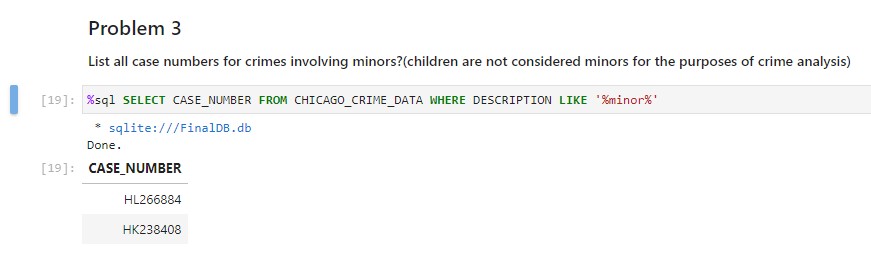 Problem 3
List all case numbers for crimes involving minors?(children are not considered minors for the purposes of crime analysis)
[19]: %sql SELECT CASE_NUMBER FROM CHICAGO_CRIME_DATA WHERE DESCRIPTION LIKE '%minor%'
* sqlite:///FinalDB.db
Done.
[19]: CASE_NUMBER
HL266884
HK238408